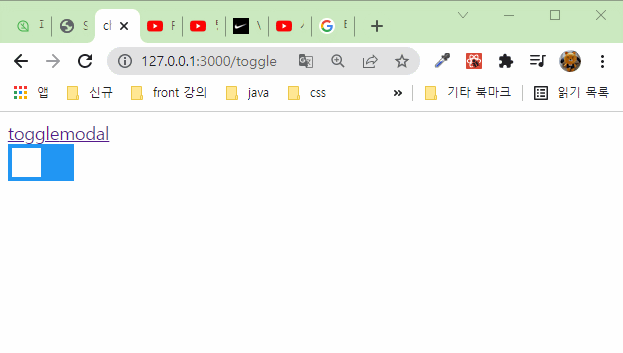 127.0.0.1:3000/toggle
앱 신규 front 강의 java css » 기타 북마크 읽기 목록
togglemodal